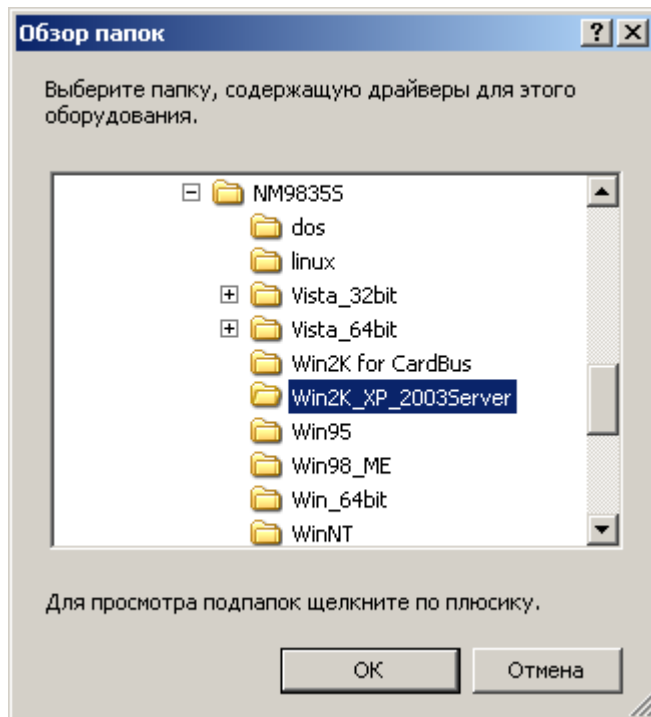 Обзор папок
Выберите папку, содержащую драйверы для этого
оборудования.
NM9835S
dos
linux
Vista_32bit
Vista_64bit
Win2K for CardBus
Win2K_XP_2003Server
Win95
Win98_ME
Win_64bit
WinNT
Для просмотра подпапок щелкните по плюсику.
ОК
Отмена